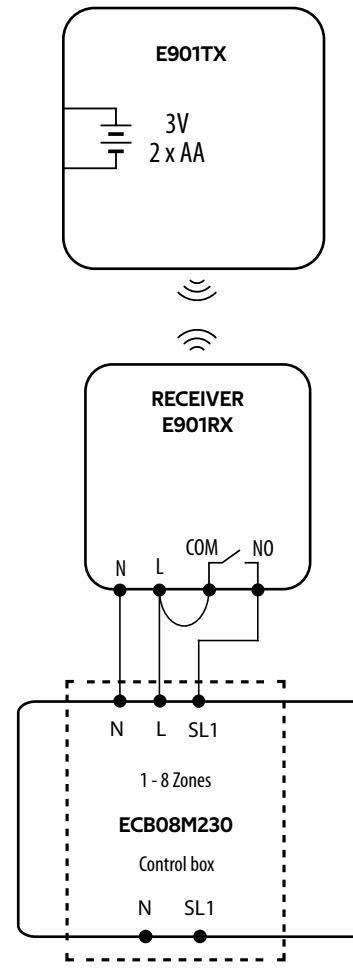 E901TX
3V
2 x AA
RECEIVER
E901RX
COM NO
N L
N L SL1
1 - 8 Zones
ECB08M230
Control box
N SL1